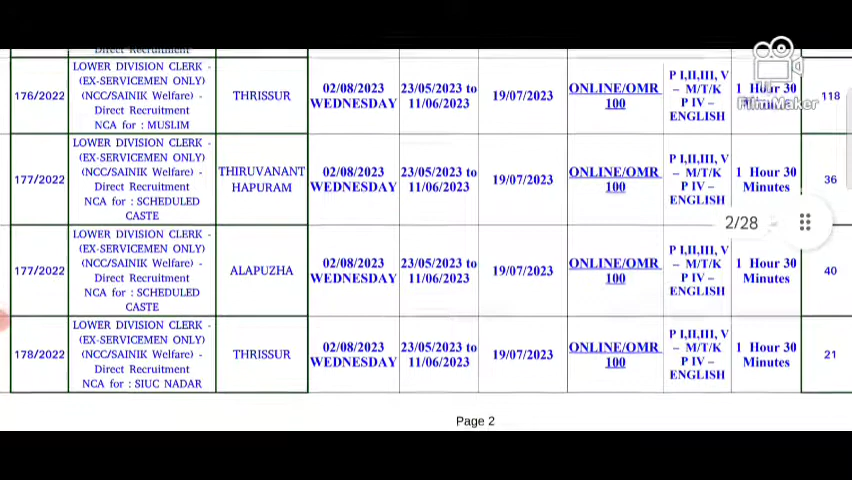 Direct Recruitment
176/2022
LOWER DIVISION CLERK -
(EX-SERVICEMEN ONLY)
(NCC/SAINIK Welfare) -
Direct Recruitment
NCA for : MUSLIM
THRISSUR
02/08/2023
WEDNESDAY
23/05/2023 to
11/06/2023
19/07/2023
ONLINE/OMR
100
P I,II,III, V
– M/T/K
P IV –
ENGLISH
1 Hour 30
Minutes
118
FilmMaker
177/2022
LOWER DIVISION CLERK -
(EX-SERVICEMEN ONLY)
(NCC/SAINIK Welfare) -
Direct Recruitment
NCA for : SCHEDULED
CASTE
THIRUVANANT
HAPURAM
02/08/2023
WEDNESDAY
23/05/2023 to
11/06/2023
19/07/2023
ONLINE/OMR
100
P I,II,III, V
– M/T/K
P IV –
ENGLISH
1 Hour 30
Minutes
36
2/28
177/2022
LOWER DIVISION CLERK -
(EX-SERVICEMEN ONLY)
(NCC/SAINIK Welfare) -
Direct Recruitment
NCA for : SCHEDULED
CASTE
ALAPUZHA
02/08/2023
WEDNESDAY
23/05/2023 to
11/06/2023
19/07/2023
ONLINE/OMR
100
P I,II,III, V
– M/T/K
P IV –
ENGLISH
1 Hour 30
Minutes
40
178/2022
LOWER DIVISION CLERK -
(EX-SERVICEMEN ONLY)
(NCC/SAINIK Welfare) -
Direct Recruitment
NCA for : SIUC NADAR
THRISSUR
02/08/2023
WEDNESDAY
23/05/2023 to
11/06/2023
19/07/2023
ONLINE/OMR
100
P I,II,III, V
– M/T/K
P IV –
ENGLISH
1 Hour 30
Minutes
21
Page 2